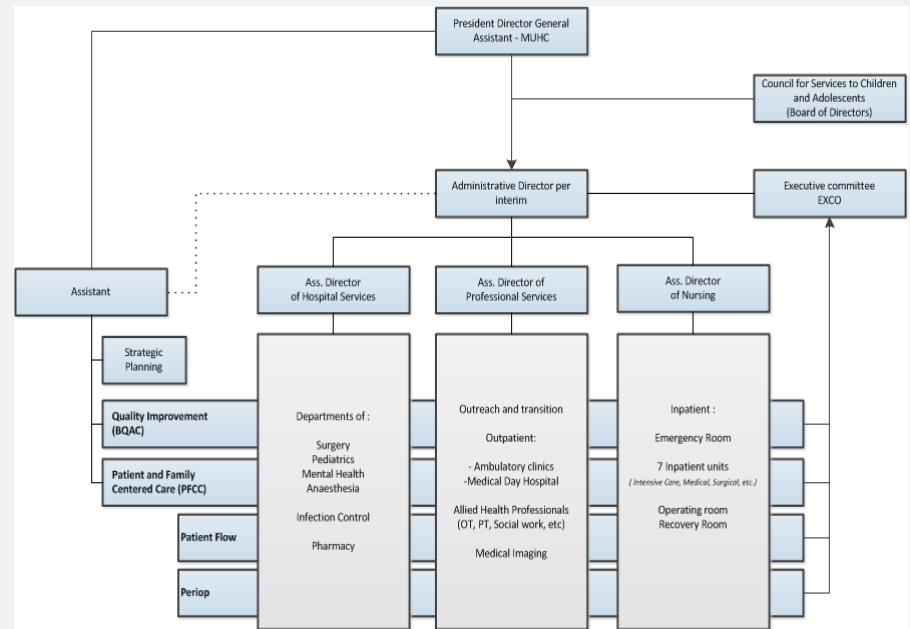 President Director General
Assistant - MUHC
Council for Services to Children
and Adolescents
(Board of Directors)
Administrative Director per
interim
Executive committee
EXCO
Assistant
Ass. Director
of Hospital Services
Ass. Director of
Professional Services
Ass. Director
of Nursing
Strategic
Planning
Quality Improvement
(BQAC)
Patient and Family
Centered Care (PFCC)
Patient Flow
Periop
Departments of :
Surgery
Pediatrics
Mental Health
Anaesthesia
Infection Control
Pharmacy
Outreach and transition
Outpatient:
- Ambulatory clinics
-Medical Day Hospital
Allied Health Professionals
(OT, PT, Social work, etc)
Medical Imaging
Inpatient :
Emergency Room
7 Inpatient units
( Intensive Care, Medical, Surgical, etc.)
Operating room
Recovery Room